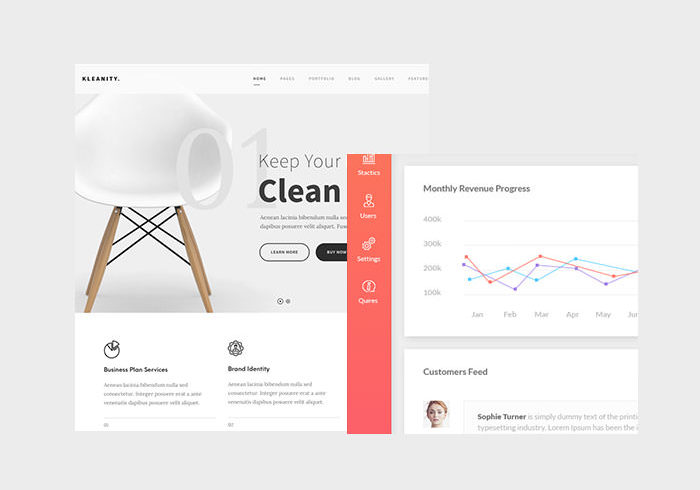 KLEANITY.
HOME PAGES PORTFOLIO BLOG GALLERY FEATURE
01
Keep Your
Clean
Aenean lacinia bibendum nulla sed
dapibus posuere velit aliquet. Fusc
LEARN MORE
BUY NOW
Business Plan Services
Aenean lacinia bibendum nulla sed
consectetur. Integer posuere erat a ante
venenatis dapibus posuere velit aliquet.
01
Brand Identity
Aenean lacinia bibendum nulla sed
consectetur. Integer posuere erat a ante
venenatis dapibus posuere velit aliquet.
02
Stactics
Users
Settings
Quires
Monthly Revenue Progress
400k
300k
200k
100k
Jan Feb Mar Apr May Jun
Customers Feed
Sophie Turner is simply dummy text of the printi
typesetting industry. Lorem Ipsum has been the i